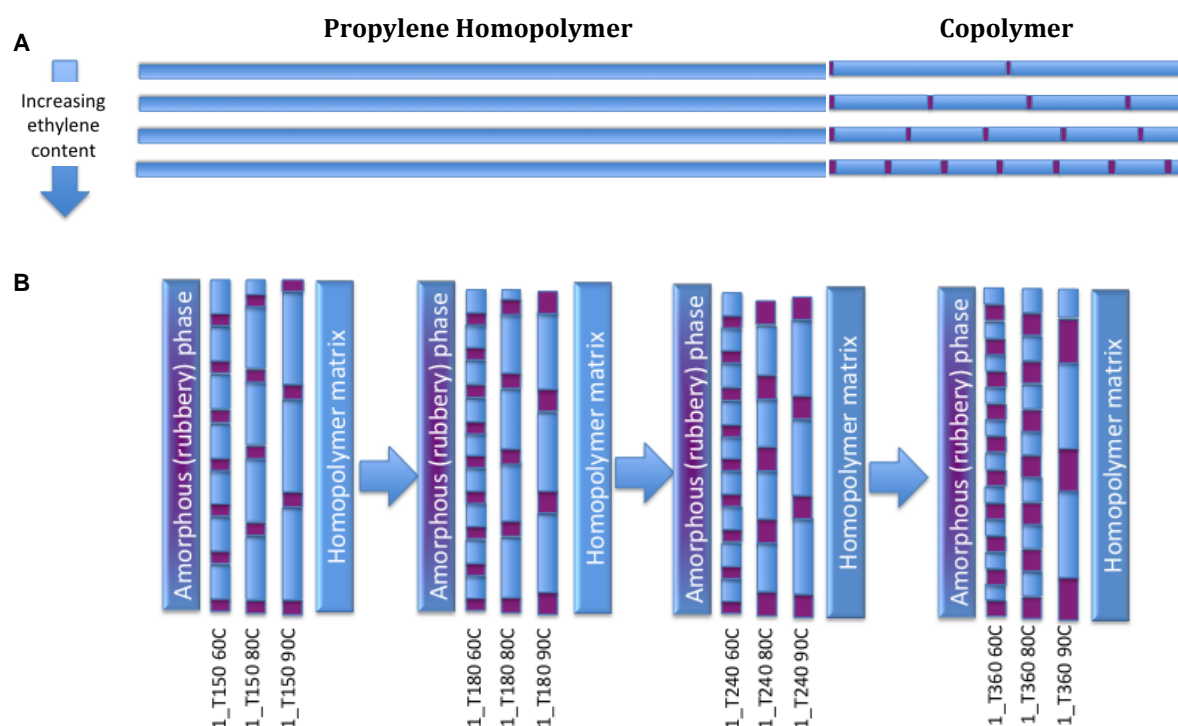 Propylene Homopolymer
Copolymer
A
Increasing
ethylene
content
B
Amorphous (rubbery) phase
1_T150 60C
1_T150 80C
1_T150 90C
Homopolymer matrix
Amorphous (rubbery) phase
1_T180 60C
1_T180 80C
1_T180 90C
Homopolymer matrix
Amorphous (rubbery) phase
1_T240 60C
1_T240 80C
1_T240 90C
Homopolymer matrix
Amorphous (rubbery) phase
1_T360 60C
1_T360 80C
1_T360 90C
Homopolymer matrix